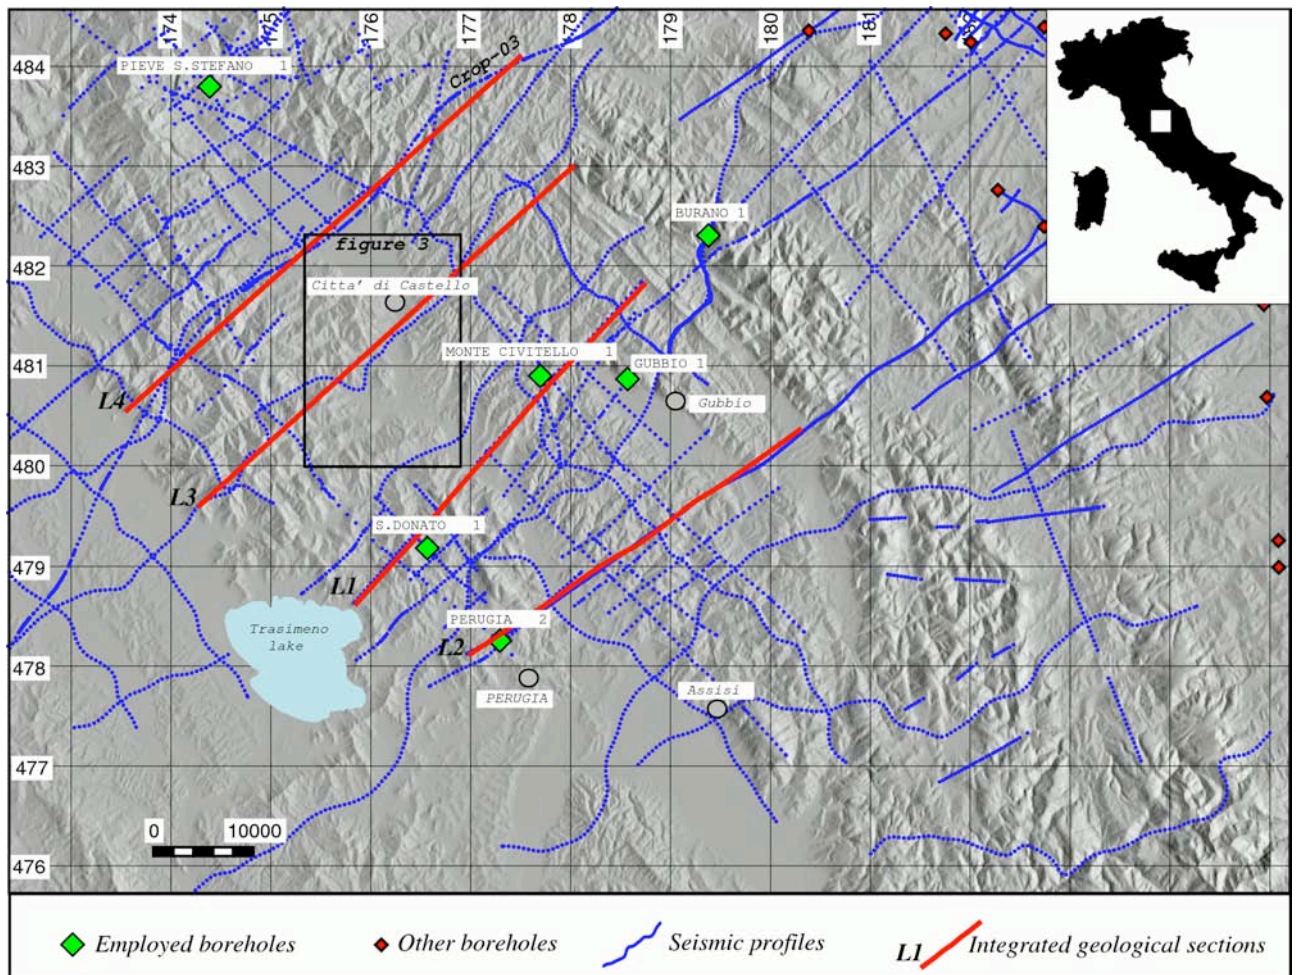 174 175 176 177 178 179 180 181 182
484
483
482
481
480
479
478
477
476
Crop-03
PIEVE S.STEFANO 1
BURANO 1
figure 3
Citta' di Castello
MONTE CIVITELLO 1
GUBBIO 1
Gubbio
L4
L3
S.DONATO 1
L1
PERUGIA 2
L2
Trasimeno
lake
PERUGIA
Assisi
0 10000
Employed boreholes
Other boreholes
Seismic profiles
L1 Integrated geological sections